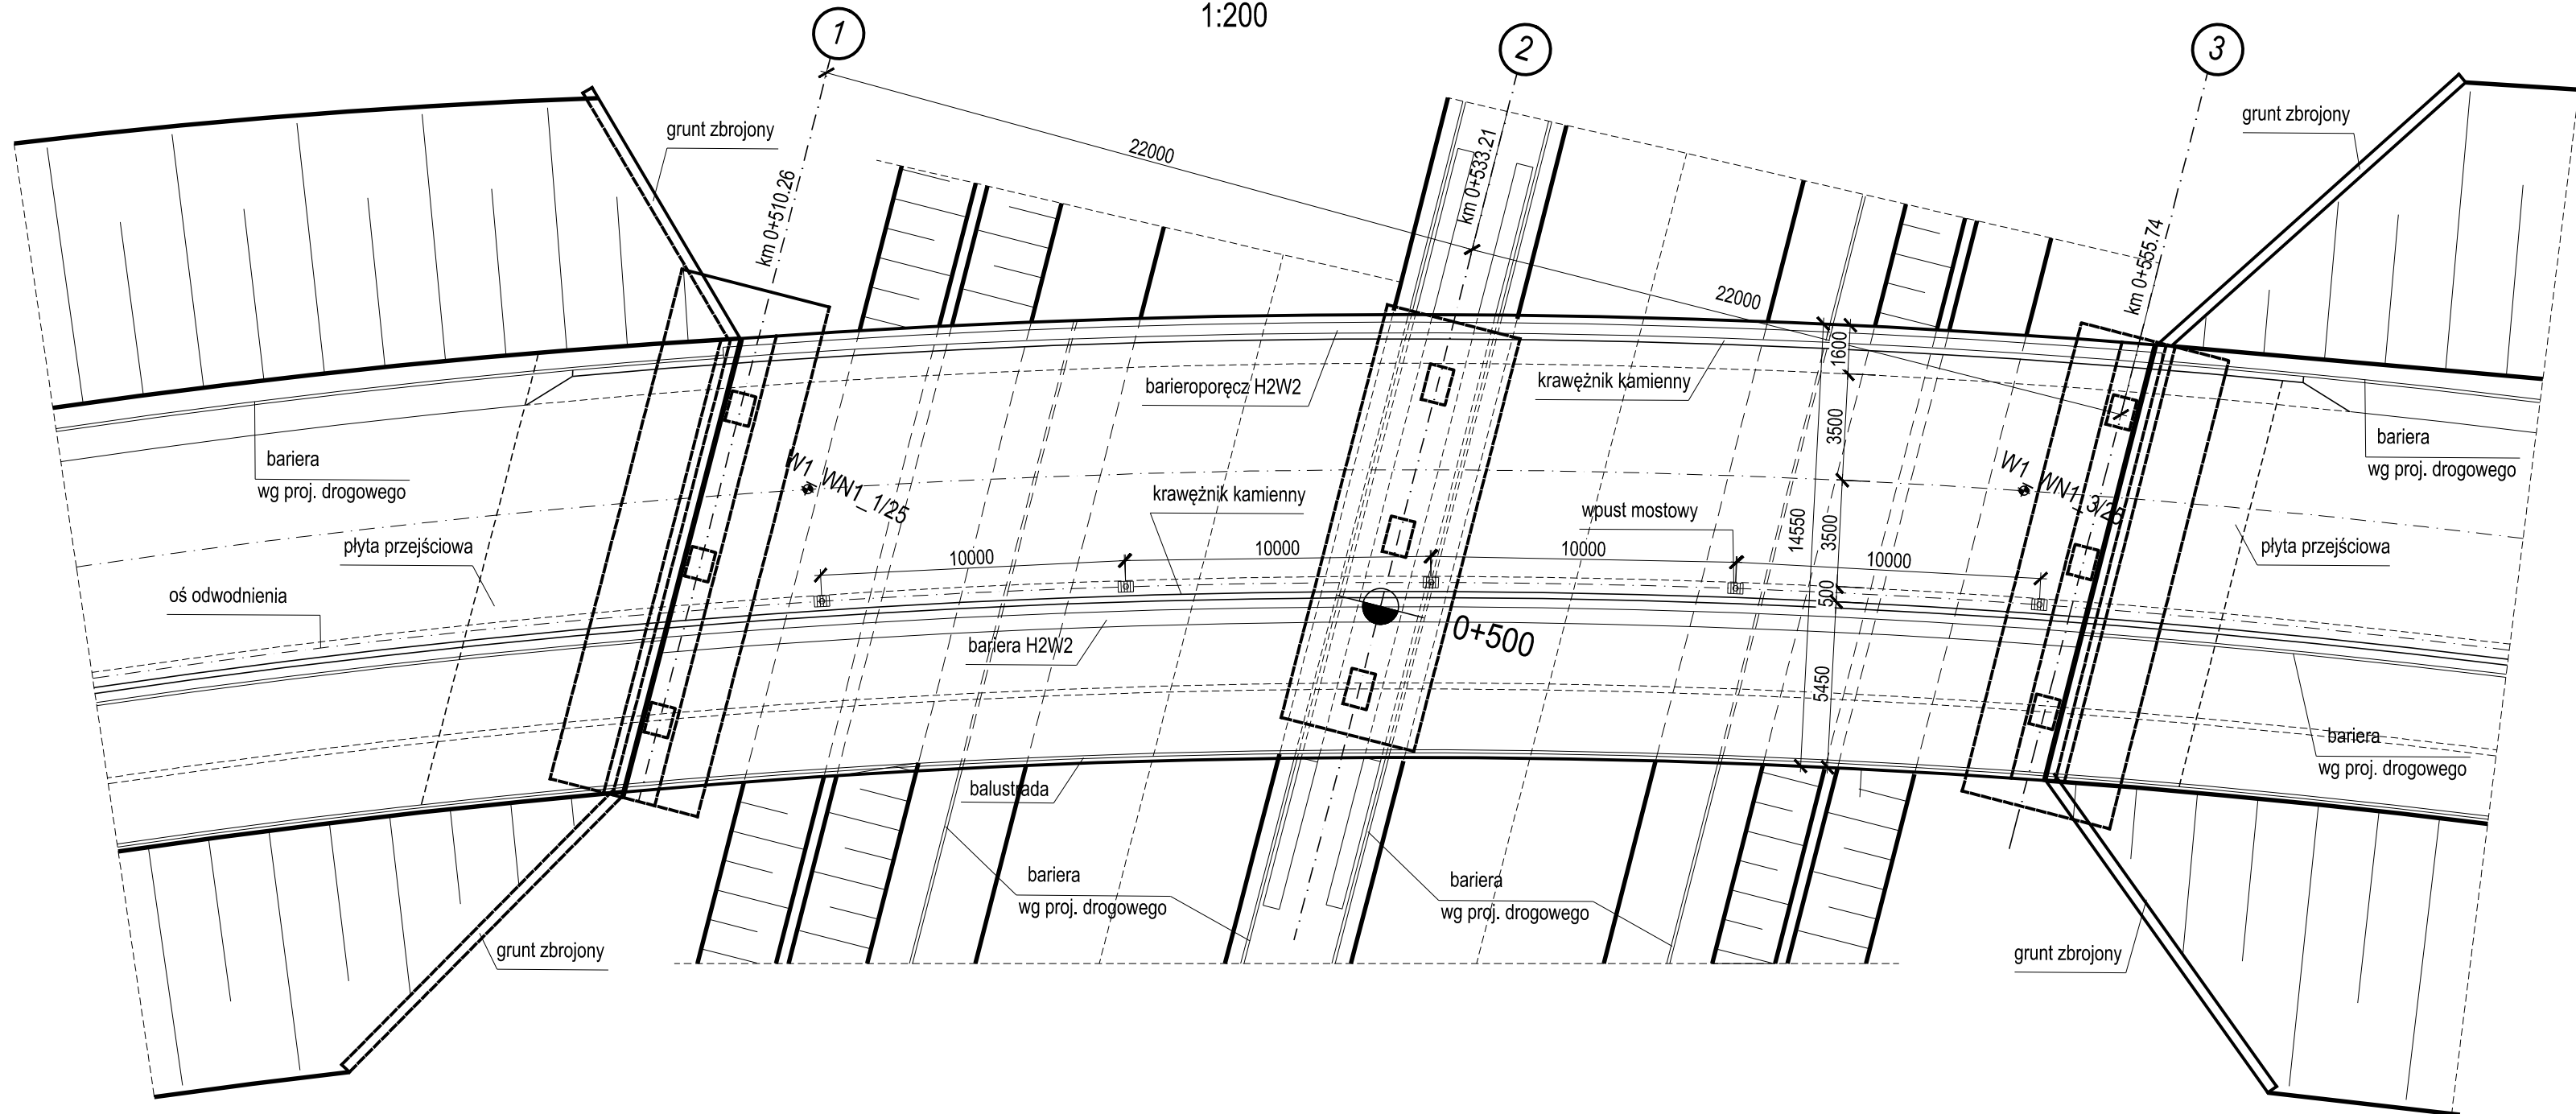 1:200
1
2
3
grunt zbrojony
grunt zbrojony
22000
km 0+510.26
km 0+533.21
km 0+555.74
22000
1600
barieroporęcz H2W2
krawężnik kamienny
3500
bariera
wg proj. drogowego
bariera
wg proj. drogowego
W1 WN1_1/25
W1 WN1_3/25
krawężnik kamienny
wpust mostowy
14550
3500
płyta przejściowa
płyta przejściowa
10000
10000
10000
10000
oś odwodnienia
500
0+500
bariera H2W2
5450
bariera
wg proj. drogowego
balustrada
bariera
wg proj. drogowego
bariera
wg proj. drogowego
grunt zbrojony
grunt zbrojony